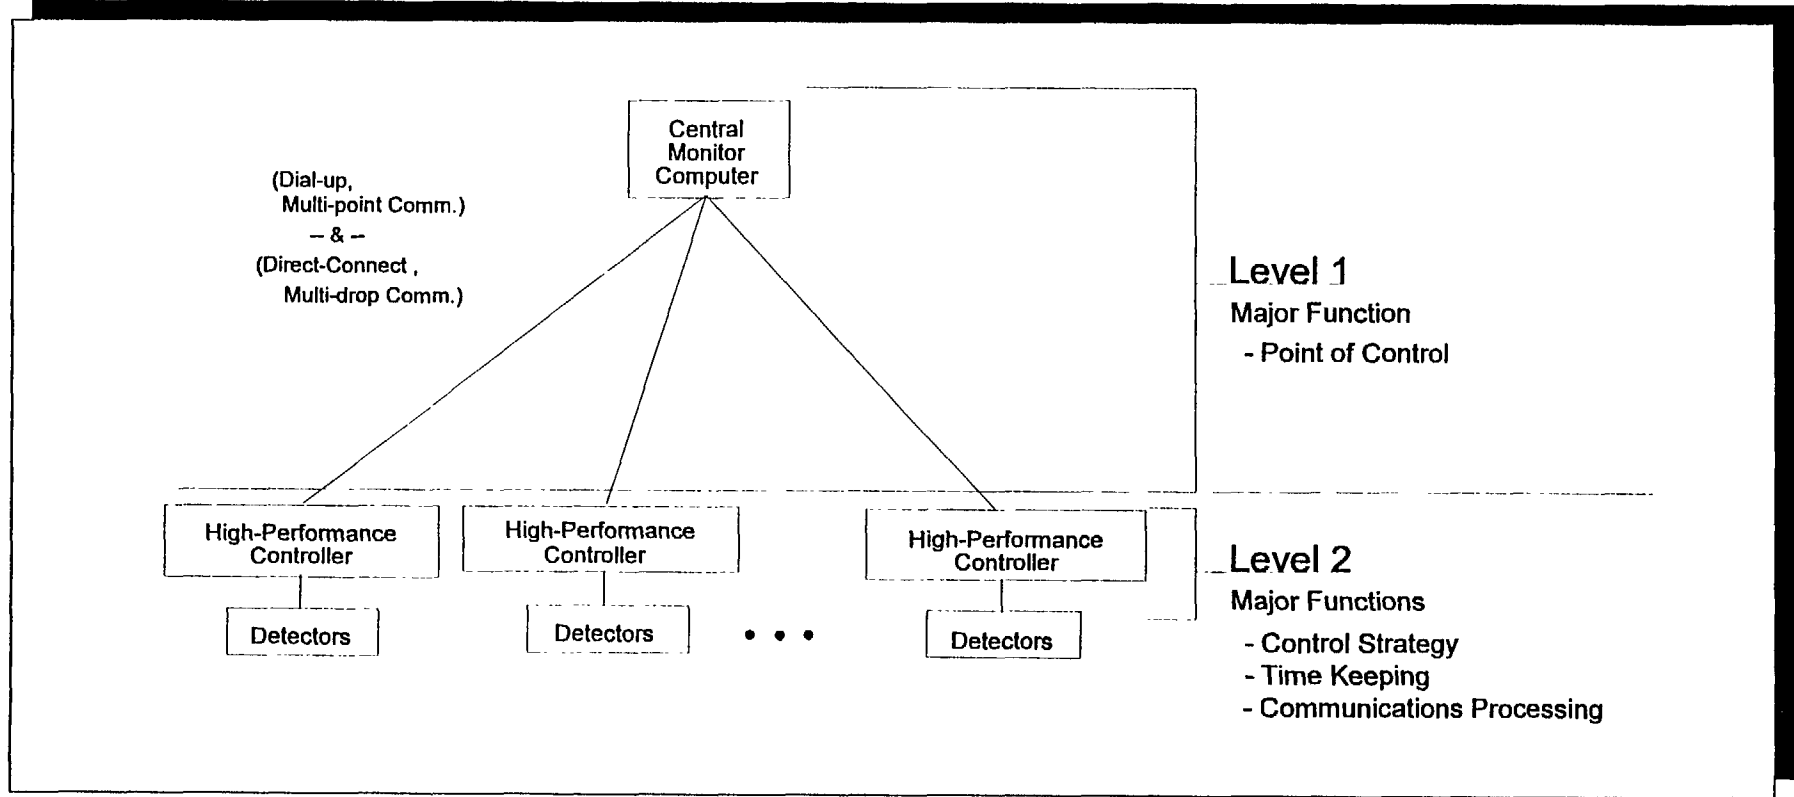 Central
Monitor
Computer
(Dial-up,
Multi-point Comm.)
– & –
(Direct-Connect ,
Multi-drop Comm.)
Level 1
Major Function
- Point of Control
High-Performance
Controller
High-Performance
Controller
High-Performance
Controller
Detectors
Detectors
• • •
Detectors
Level 2
Major Functions
- Control Strategy
- Time Keeping
- Communications Processing